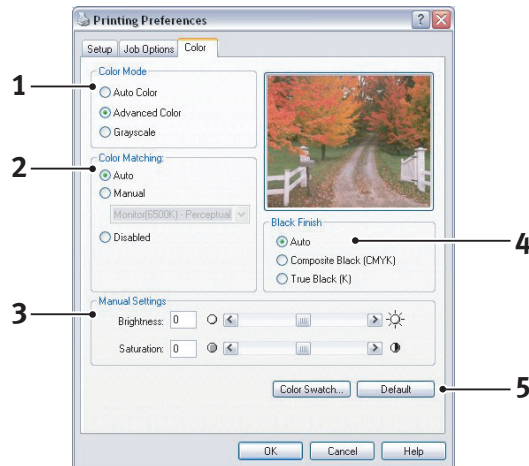 Printing Preferences
Setup Job Options Color
1
Color Mode
Auto Color
Advanced Color
Grayscale
2
Color Matching:
Auto
Manual
Monitor(6500K) - Perceptual
Disabled
Black Finish
4
Auto
Composite Black (CMYK)
True Black (K)
3
Manual Settings
Brightness: 0
Saturation: 0
Color Swatch... Default
5
OK Cancel Help